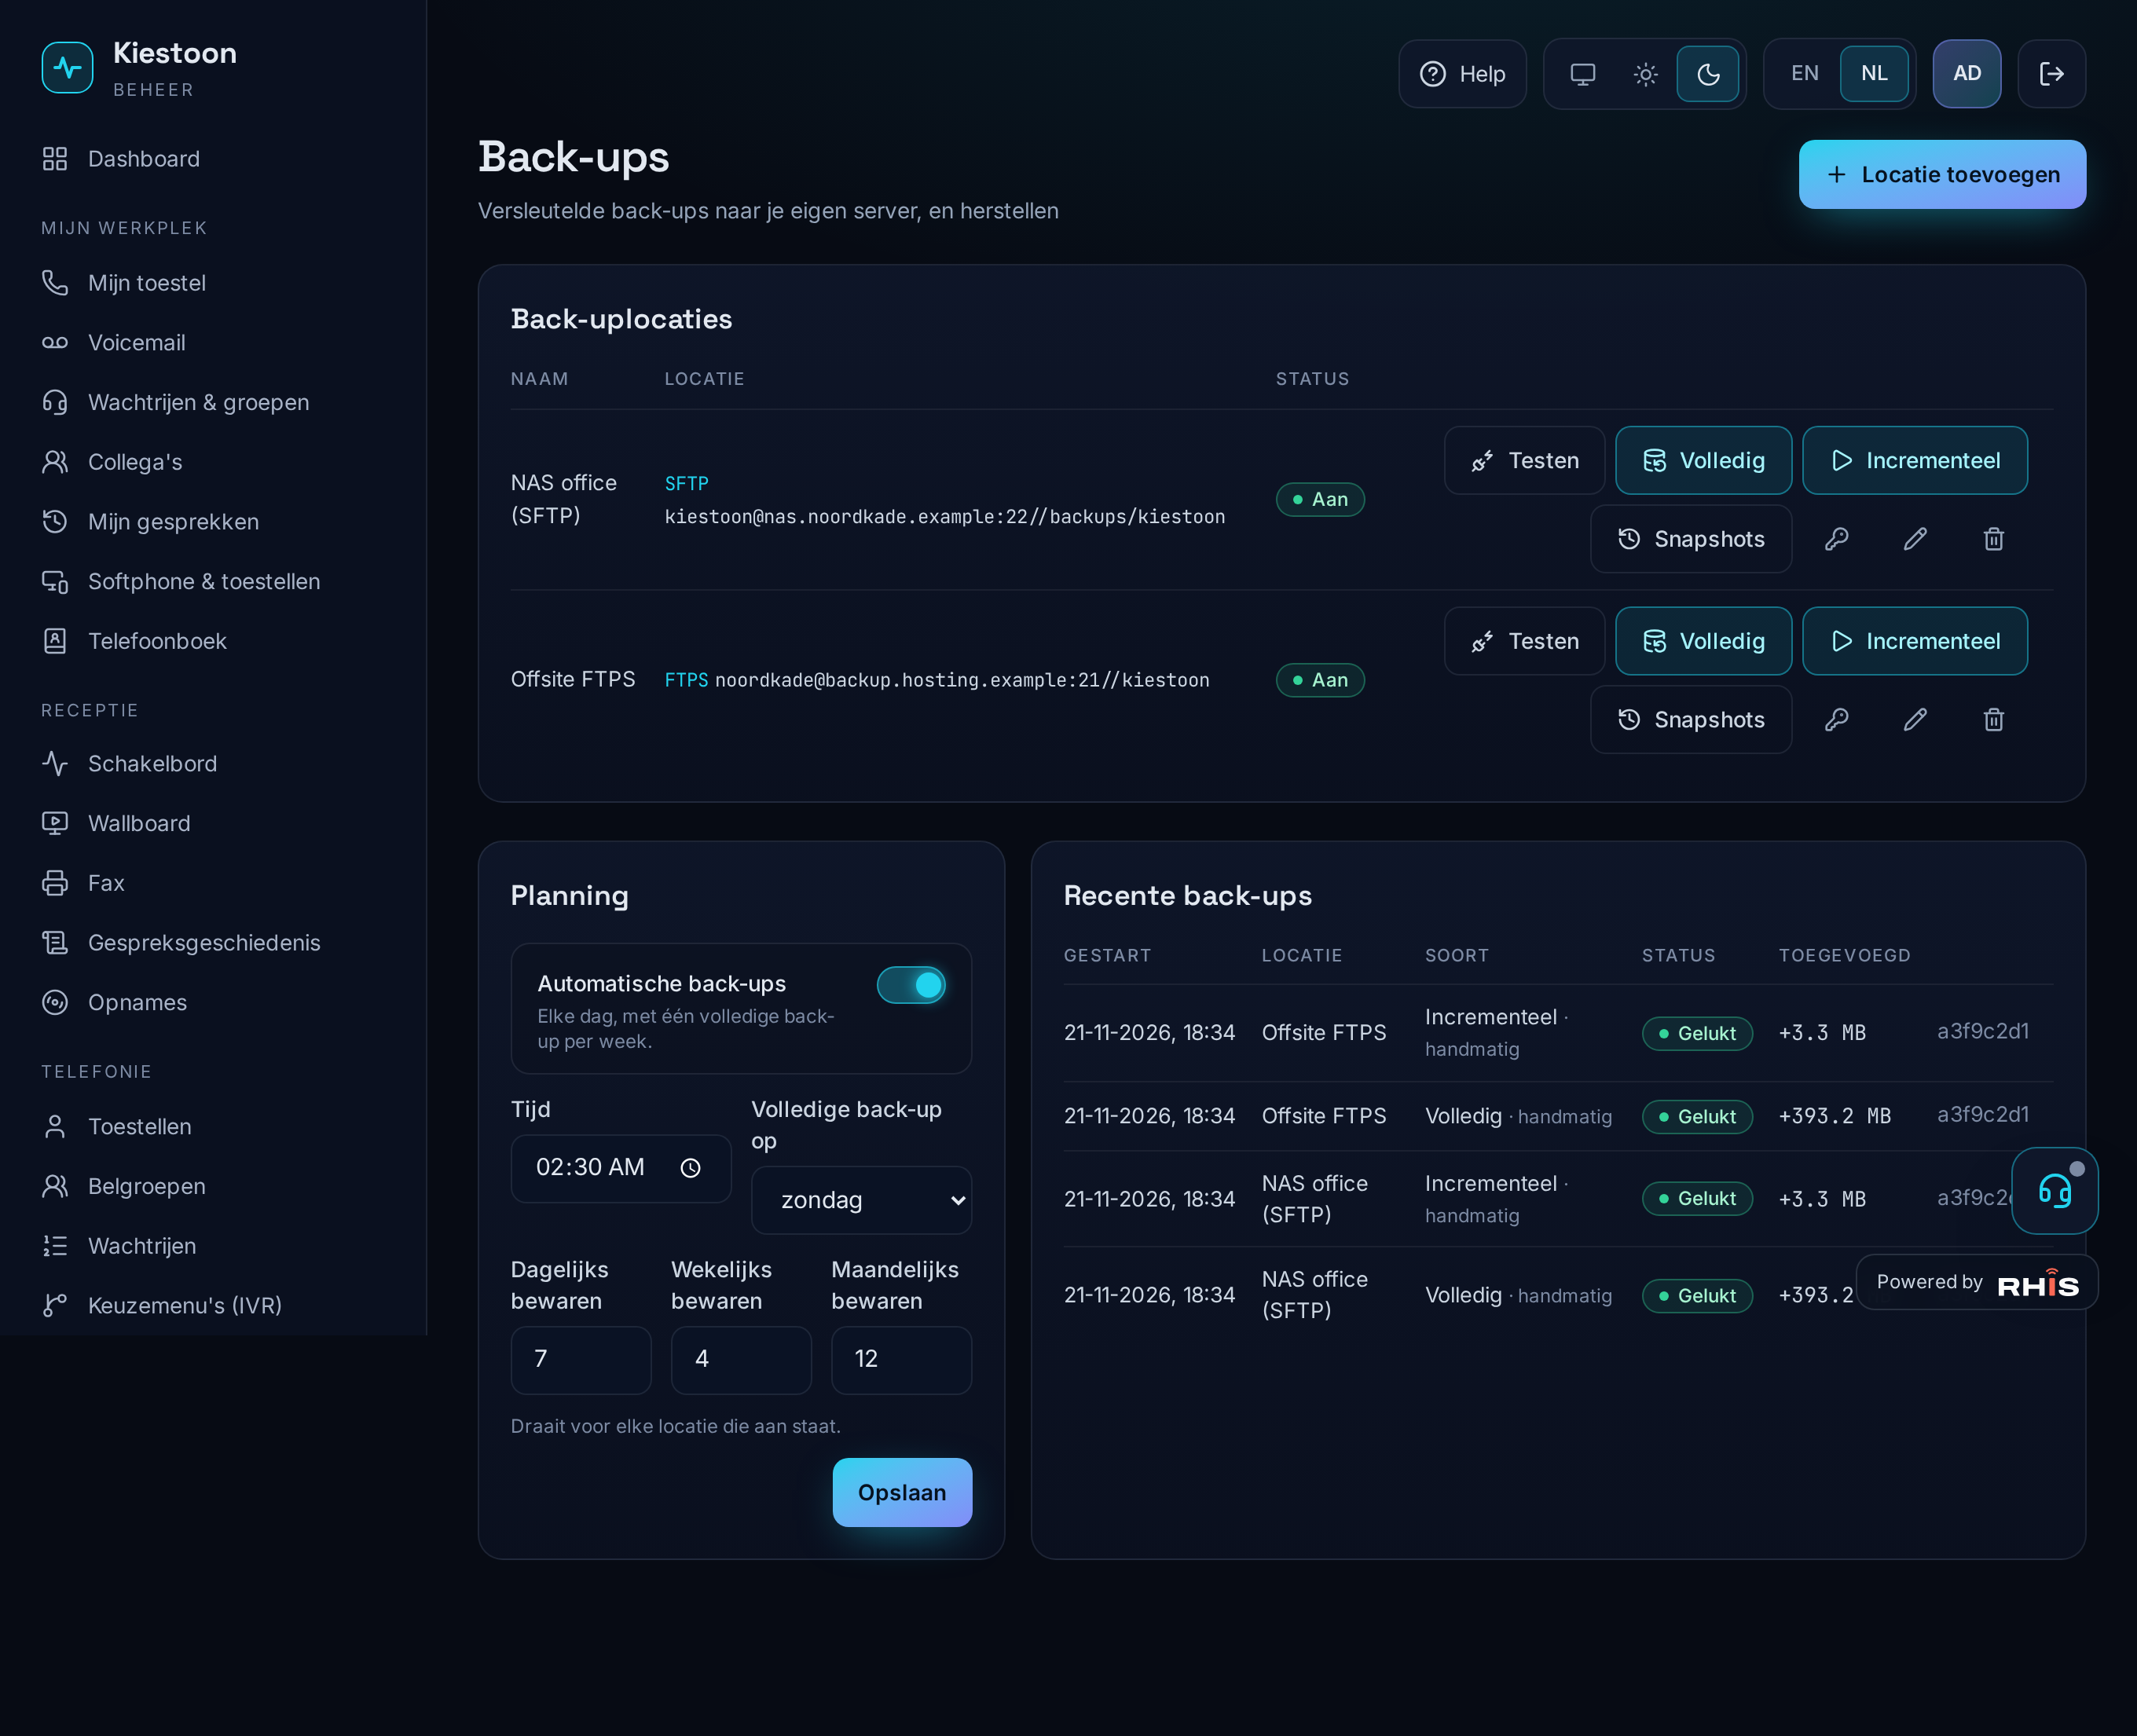 Kiestoon
BEHEER
Dashboard
MIJN WERKPLEK
Mijn toestel
Voicemail
Wachtrijen & groepen
Collega's
Mijn gesprekken
Softphone & toestellen
Telefoonboek
RECEPTIE
Schakelbord
Wallboard
Fax
Gespreksgeschiedenis
Opnames
TELEFONIE
Toestellen
Belgroepen
Wachtrijen
Keuzemenu's (IVR)
Help
EN
NL
AD
Back-ups
Versleutelde back-ups naar je eigen server, en herstellen
Locatie toevoegen
Back-uplocaties
NAAM LOCATIE STATUS
NAS office
(SFTP)
SFTP
kiestoon@nas.noordkade.example:22//backups/kiestoon
Aan
Testen
Volledig
Incrementeel
Snapshots
Offsite FTPS
FTPS noordkade@backup.hosting.example:21//kiestoon
Aan
Testen
Volledig
Incrementeel
Snapshots
Planning
Automatische back-ups
Elke dag, met één volledige back-
up per week.
Tijd
02:30 AM
Volledige back-up
op
zondag
Dagelijks
bewaren
7
Wekelijks
bewaren
4
Maandelijks
bewaren
12
Draait voor elke locatie die aan staat.
Opslaan
Recente back-ups
GESTART LOCATIE SOORT STATUS TOEGEVOEGD
21-11-2026, 18:34 Offsite FTPS Incrementeel · handmatig Gelukt +3.3 MB a3f9c2d1
21-11-2026, 18:34 Offsite FTPS Volledig · handmatig Gelukt +393.2 MB a3f9c2d1
21-11-2026, 18:34 NAS office (SFTP) Incrementeel · handmatig Gelukt +3.3 MB
21-11-2026, 18:34 NAS office (SFTP) Volledig · handmatig Gelukt +393.2
Powered by RHIS